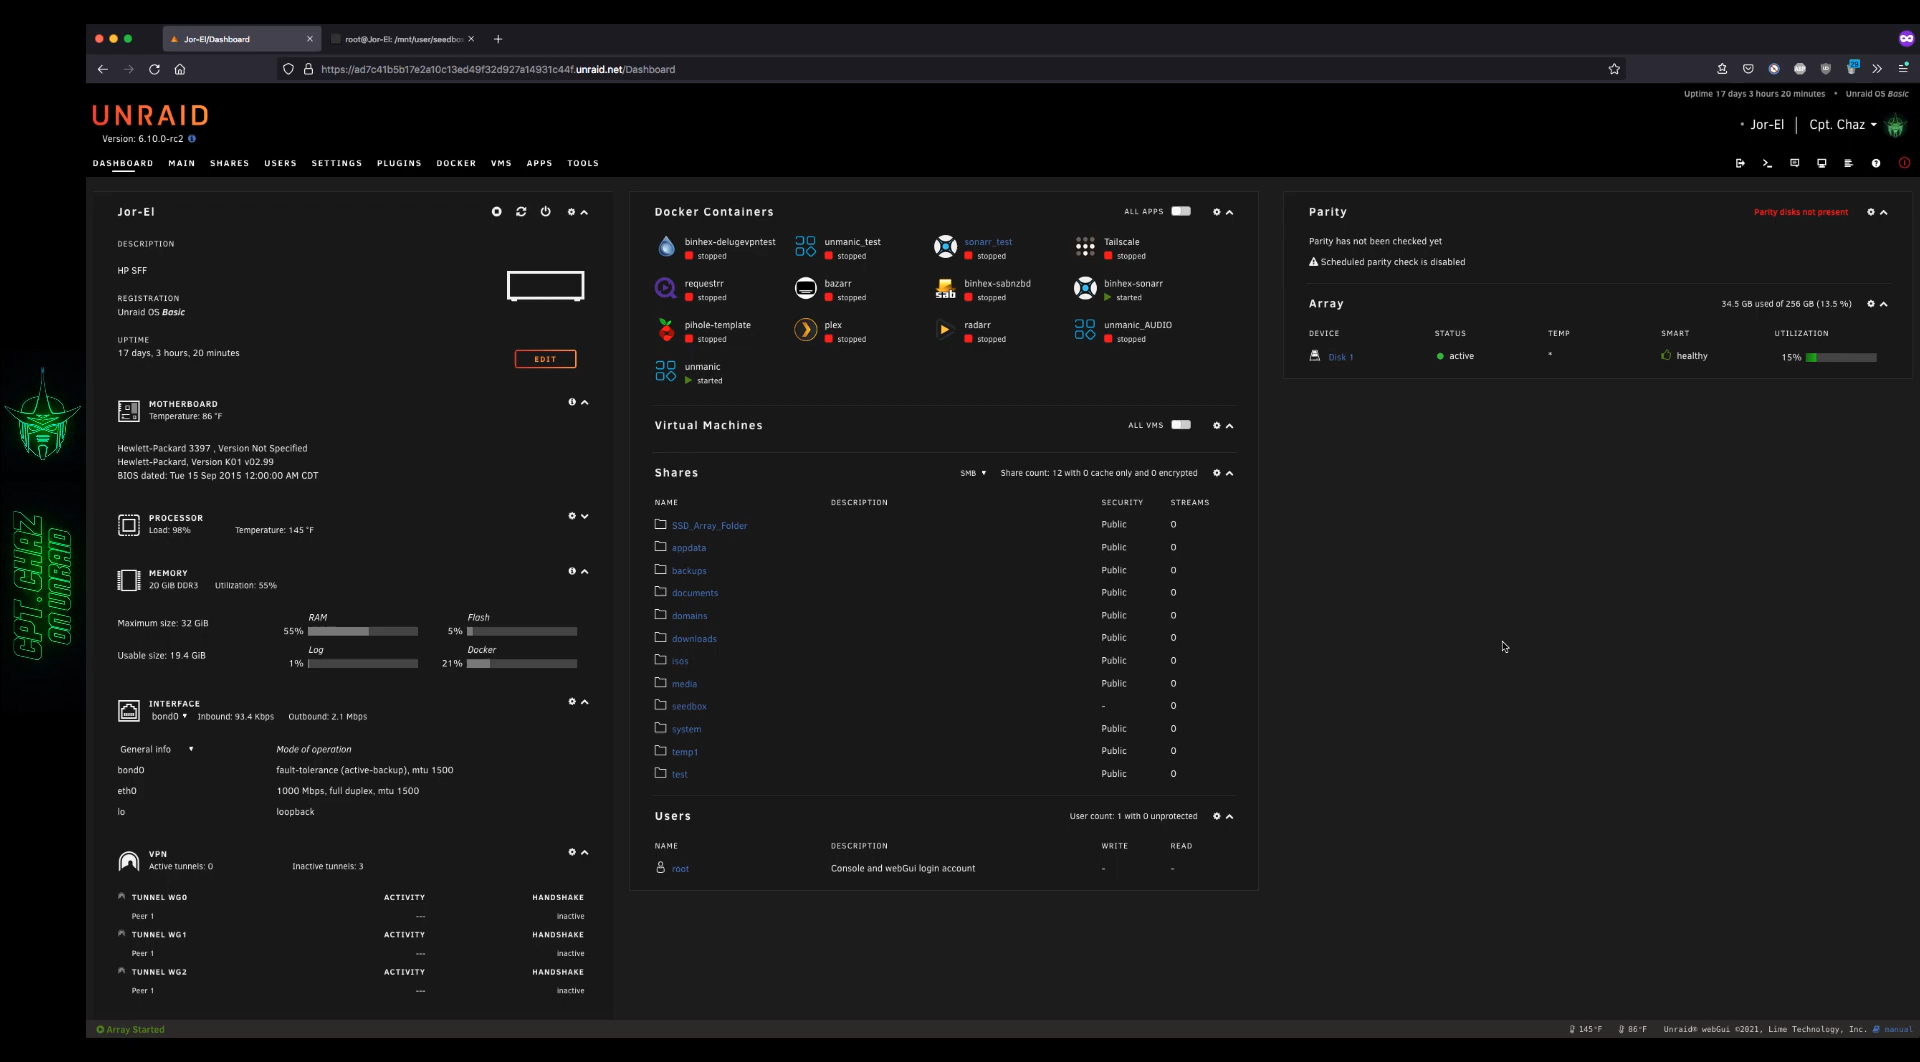 Jor-El/Dashboard
root@Jor-El: /mnt/user/seedbo
https://ad7c41b5b17e2a10c13ed49f32d927a14931c44f.unraid.net/Dashboard
Uptime 17 days 3 hours 20 minutes • Unraid OS Basic
UNRAID
Version: 6.10.0-rc2
Jor-El | Cpt. Chaz
DASHBOARD MAIN SHARES USERS SETTINGS PLUGINS DOCKER VMS APPS TOOLS
Jor-El
DESCRIPTION
HP SFF
REGISTRATION
Unraid OS Basic
UPTIME
17 days, 3 hours, 20 minutes
EDIT
MOTHERBOARD
Temperature: 86 °F
Hewlett-Packard 3397 , Version Not Specified
Hewlett-Packard, Version K01 v02.99
BIOS dated: Tue 15 Sep 2015 12:00:00 AM CDT
PROCESSOR
Load: 98% Temperature: 145 °F
MEMORY
20 GiB DDR3 Utilization: 55%
RAM Flash
Maximum size: 32 GiB 55% 5%
Log Docker
Usable size: 19.4 GiB 1% 21%
INTERFACE
bond0 Inbound: 93.4 Kbps Outbound: 2.1 Mbps
General info Mode of operation
bond0 fault-tolerance (active-backup), mtu 1500
eth0 1000 Mbps, full duplex, mtu 1500
lo loopback
VPN
Active tunnels: 0 Inactive tunnels: 3
TUNNEL WG0 ACTIVITY HANDSHAKE
Peer 1 --- inactive
TUNNEL WG1 ACTIVITY HANDSHAKE
Peer 1 --- inactive
TUNNEL WG2 ACTIVITY HANDSHAKE
Peer 1 --- inactive
Docker Containers ALL APPS
binhex-delugevpntest unmanic_test sonarr_test Tailscale
stopped stopped stopped stopped
requestrr bazarr binhex-sabnzbd binhex-sonarr
stopped stopped stopped started
pihole-template plex radarr unmanic_AUDIO
stopped stopped stopped stopped
unmanic
started
sab
Virtual Machines ALL VMS
Shares SMB Share count: 12 with 0 cache only and 0 encrypted
NAME DESCRIPTION SECURITY STREAMS
SSD_Array_Folder Public 0
appdata Public 0
backups Public 0
documents Public 0
domains Public 0
downloads Public 0
isos Public 0
media Public 0
seedbox - 0
system Public 0
temp1 Public 0
test Public 0
Users User count: 1 with 0 unprotected
NAME DESCRIPTION WRITE READ
root Console and webGui login account - -
Parity Parity disks not present
Parity has not been checked yet
Scheduled parity check is disabled
Array 34.5 GB used of 256 GB (13.5 %)
DEVICE STATUS TEMP SMART UTILIZATION
Disk 1 active * healthy 15%
CPT.CHAZ
ON UNRAID
Array Started
145°F 86°F Unraid® webGui ©2021, Lime Technology, Inc. manual